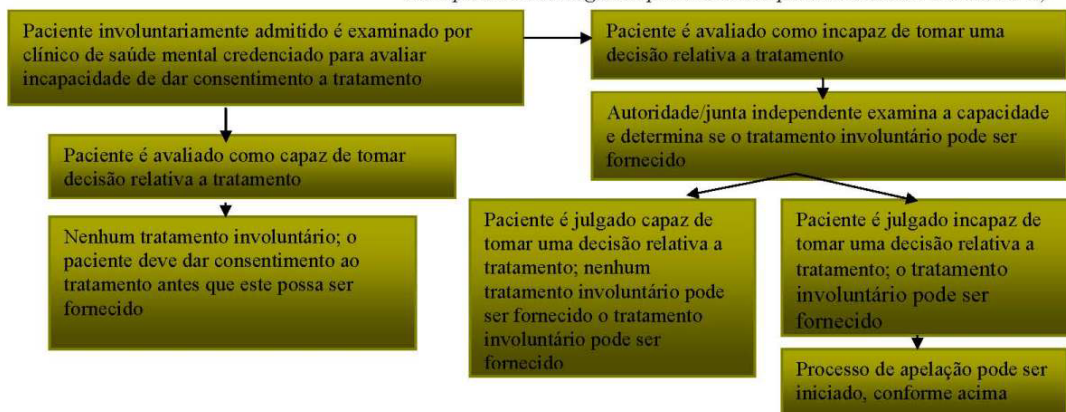 Paciente involuntariamente admitido é examinado por
clínico de saúde mental credenciado para avaliar
incapacidade de dar consentimento a tratamento
Paciente é avaliado como incapaz de tomar uma
decisão relativa a tratamento
Autoridade/junta independente examina a capacidade
e determina se o tratamento involuntário pode ser
fornecido
Paciente é avaliado como capaz de tomar
decisão relativa a tratamento
Nenhum tratamento involuntário; o
paciente deve dar consentimento ao
tratamento antes que este possa ser
fornecido
Paciente é julgado capaz de
tomar uma decisão relativa a
tratamento; nenhum
tratamento involuntário pode
ser fornecido o tratamento
involuntário pode ser
fornecido
Paciente é julgado incapaz de
tomar uma decisão relativa a
tratamento; o tratamento
involuntário pode ser
fornecido
Processo de apelação pode ser
iniciado, conforme acima